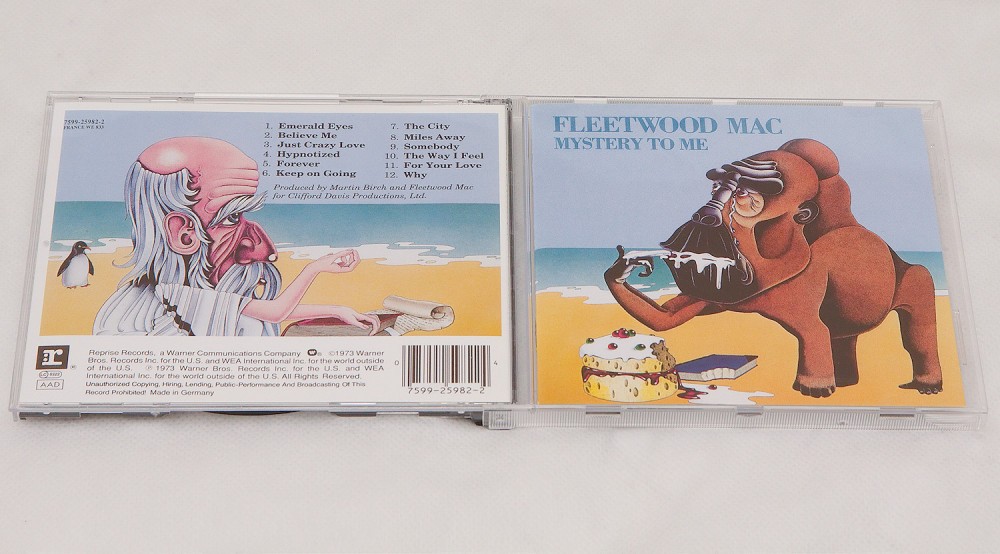 7599-25982-2
FRANCE WE 835
1. Emerald Eyes
2. Believe Me
3. Just Crazy Love
4. Hypnotized
5. Forever
6. Keep on Going
7. The City
8. Miles Away
9. Somebody
10. The Way I Feel
11. For Your Love
12. Why
Produced by Martin Birch and Fleetwood Mac
for Clifford Davis Productions, Ltd.
r
®
AAD
Reprise Records, a Warner Communications Company ©1973 Warner
Bros. Records Inc. for the U.S. and WEA International Inc. for the world outside
of the U.S. ℗ 1973 Warner Bros. Records Inc. for the U.S. and WEA
International Inc. for the world outside of the U.S. All Rights Reserved.
Unauthorized Copying, Hiring, Lending, Public-Performance And Broadcasting Of This
Record Prohibited! Made in Germany
0
4
7599-25982-2
FLEETWOOD MAC
MYSTERY TO ME